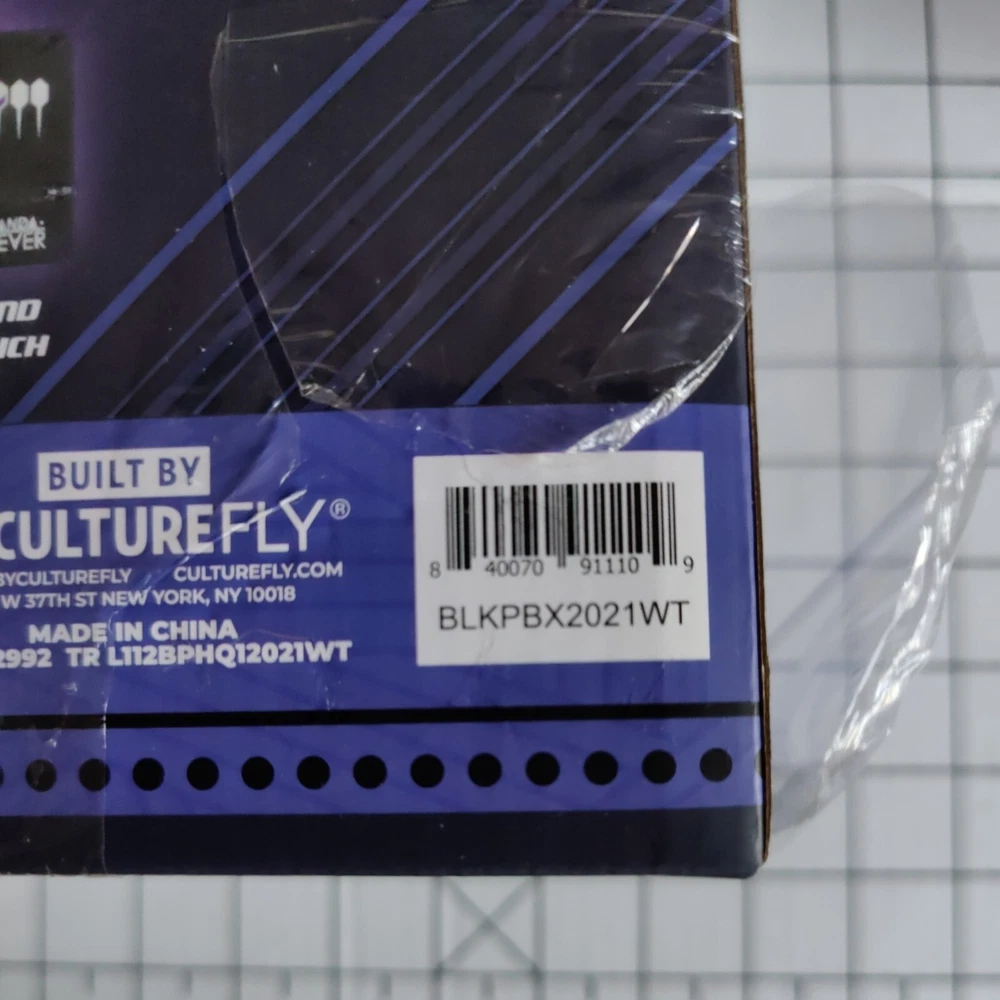 ANDA:
EVER
ND
ICH
BUILT BY
CULTUREFLY®
BYCULTUREFLY CULTUREFLY.COM
W 37TH ST NEW YORK, NY 10018
MADE IN CHINA
2992 TR L112BPHQ12021WT
8 40070 91110 9
BLKPBX2021WT